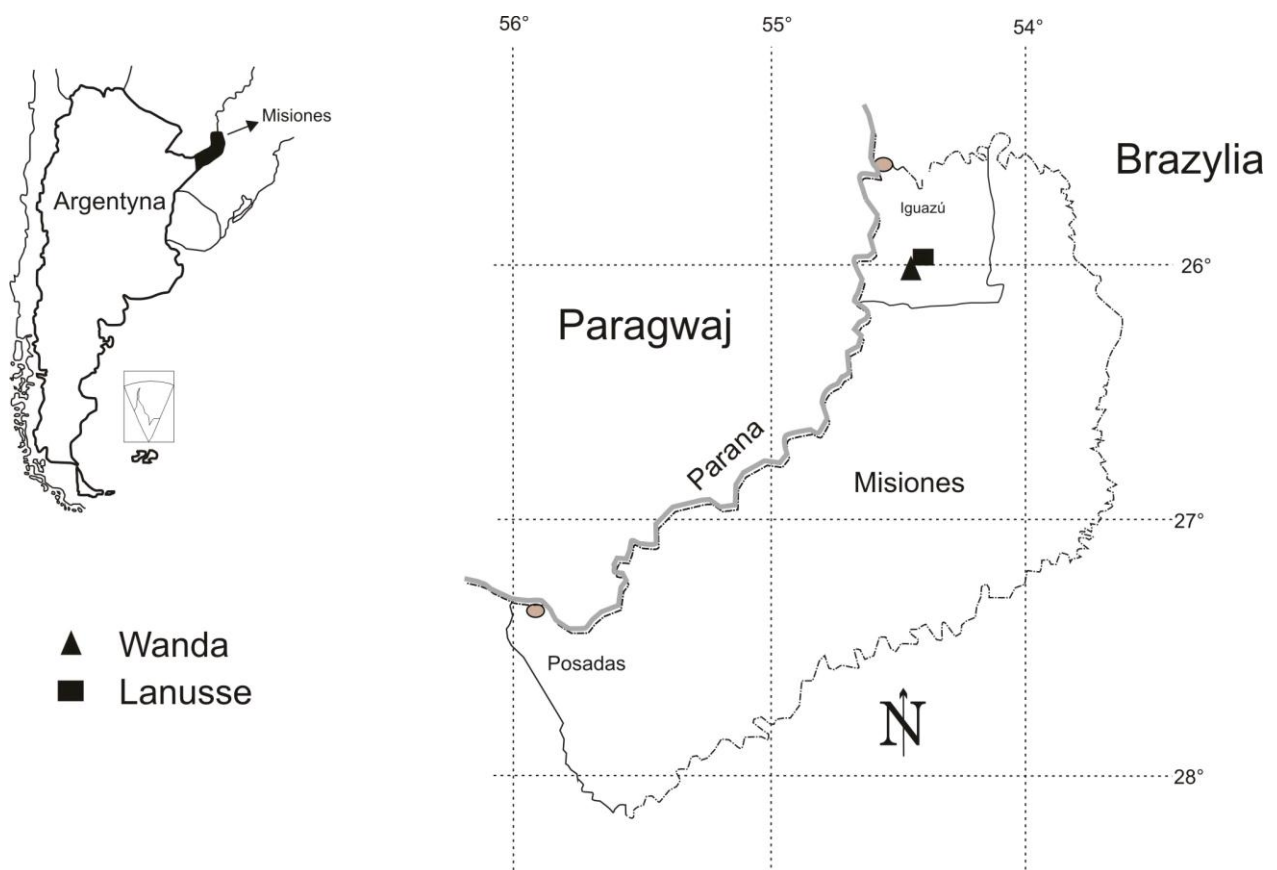 56°
55°
54°
Misiones
Argentyna
Brazylia
Iguazú
26°
Paragwaj
Parana
Misiones
27°
Posadas
Wanda
Lanusse
N
28°